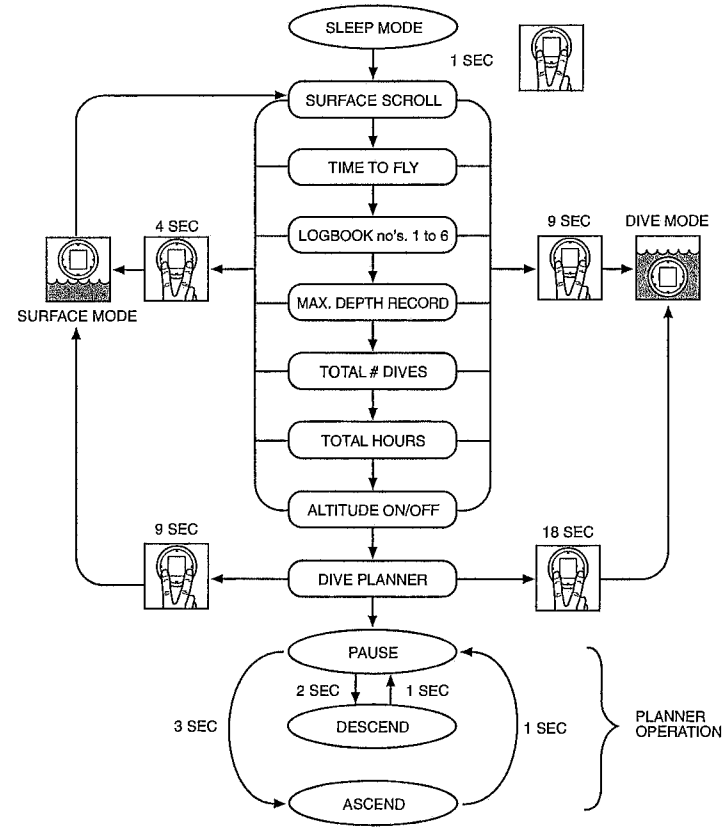 SLEEP MODE
1 SEC
SURFACE SCROLL
TIME TO FLY
LOGBOOK no's. 1 to 6
4 SEC
9 SEC
DIVE MODE
SURFACE MODE
MAX. DEPTH RECORD
TOTAL # DIVES
TOTAL HOURS
ALTITUDE ON/OFF
9 SEC
18 SEC
DIVE PLANNER
PAUSE
2 SEC
1 SEC
DESCEND
3 SEC
1 SEC
ASCEND
PLANNER
OPERATION